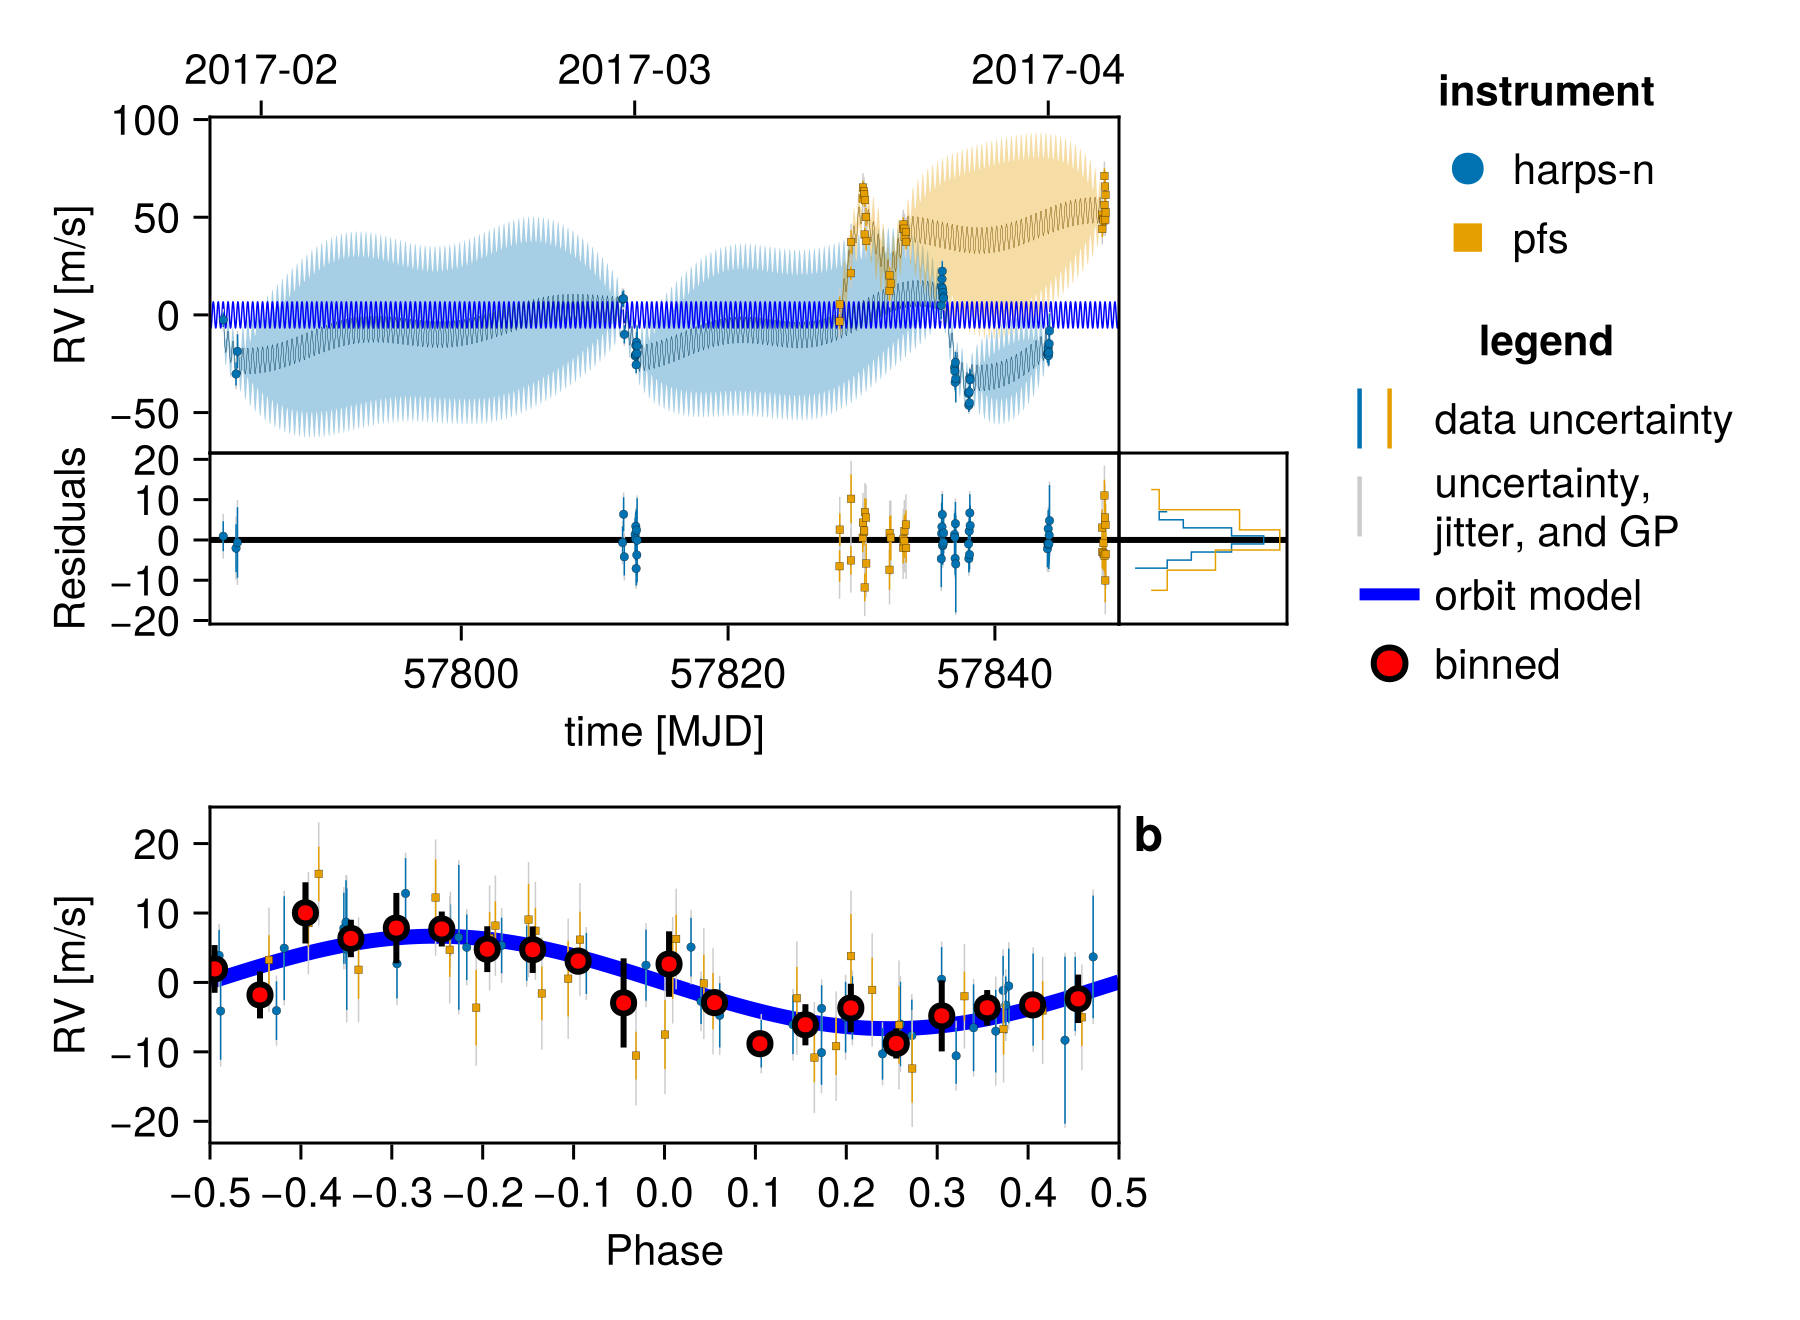 2017-02 2017-03 2017-04
100
50
0
−50
RV [m/s]
20
10
0
−10
−20
Residuals
57800 57820 57840
time [MJD]
instrument
harps-n
pfs
legend
data uncertainty
uncertainty,
jitter, and GP
orbit model
binned
b
20
10
0
−10
−20
RV [m/s]
−0.5 −0.4 −0.3 −0.2 −0.1 0.0 0.1 0.2 0.3 0.4 0.5
Phase